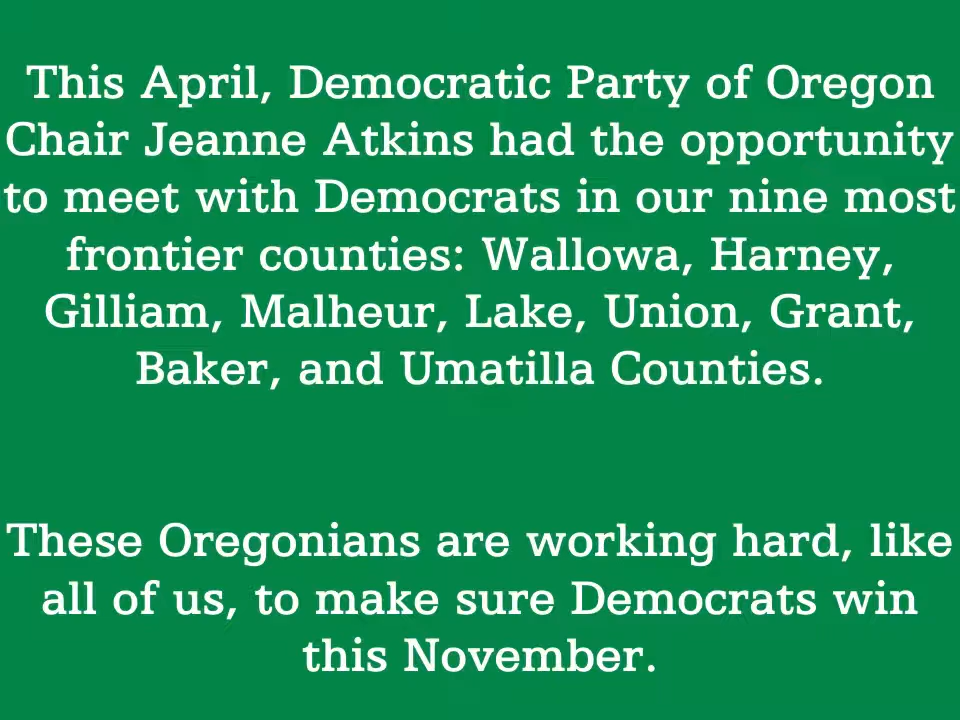 This April, Democratic Party of Oregon
Chair Jeanne Atkins had the opportunity
to meet with Democrats in our nine most
frontier counties: Wallowa, Harney,
Gilliam, Malheur, Lake, Union, Grant,
Baker, and Umatilla Counties.
These Oregonians are working hard, like
all of us, to make sure Democrats win
this November.